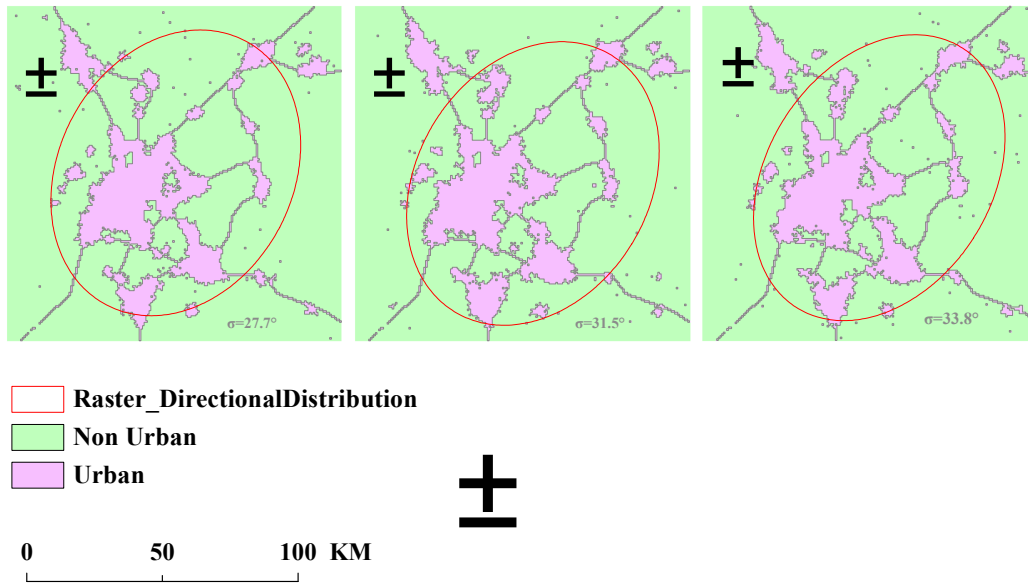 ±
±
±
σ=27.7°
σ=31.5°
σ=33.8°
Raster_DirectionalDistribution
Non Urban
Urban
±
0 50 100 KM